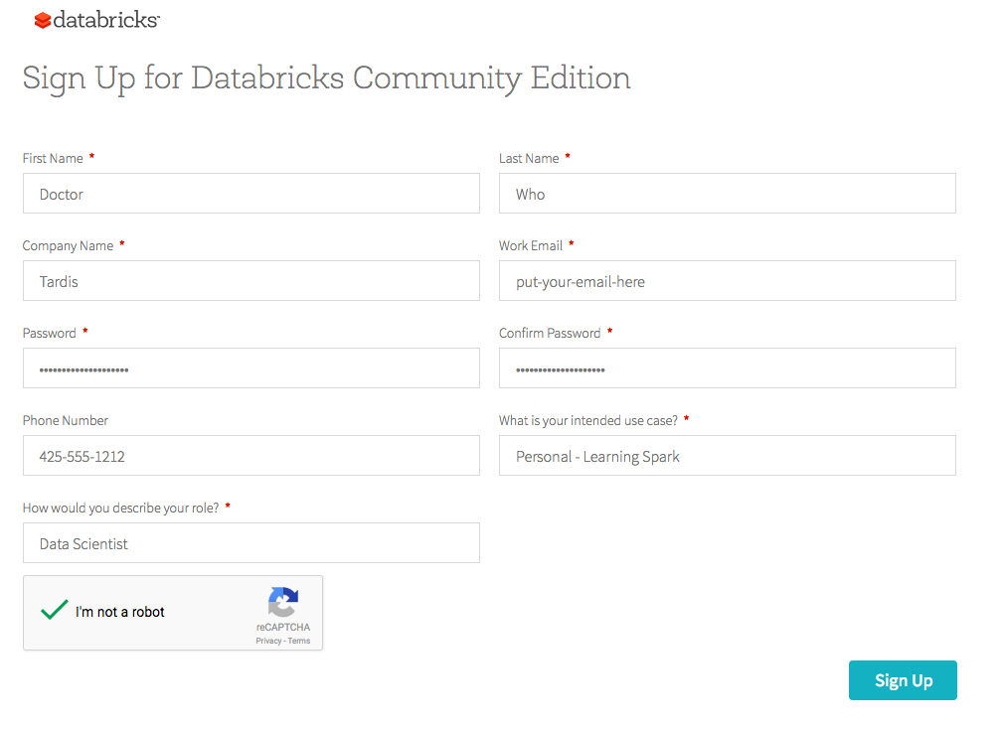 databricks™
Sign Up for Databricks Community Edition
First Name *
Last Name *
Doctor
Who
Company Name *
Work Email *
Tardis
put-your-email-here
Password *
Confirm Password *
••••••••••••••••••••
••••••••••••••••••••
Phone Number
What is your intended use case? *
425-555-1212
Personal - Learning Spark
How would you describe your role? *
Data Scientist
I'm not a robot
reCAPTCHA
Privacy - Terms
Sign Up